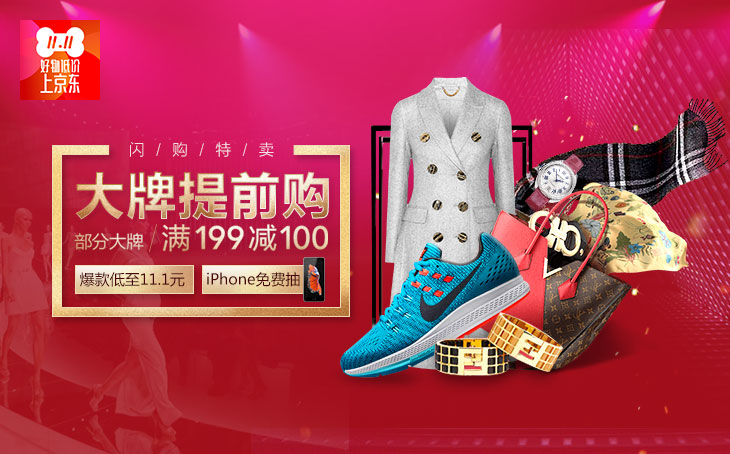 11.11
好物低价
上京东
闪/购/特/卖
大牌提前购
部分大牌/满199减100
爆款低至11.1元
iPhone免费抽